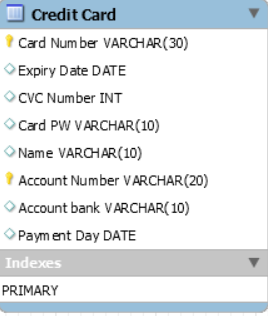 Credit Card
Card Number VARCHAR(30)
Expiry Date DATE
CVC Number INT
Card PW VARCHAR(10)
Name VARCHAR(10)
Account Number VARCHAR(20)
Account bank VARCHAR(10)
Payment Day DATE
Indexes
PRIMARY